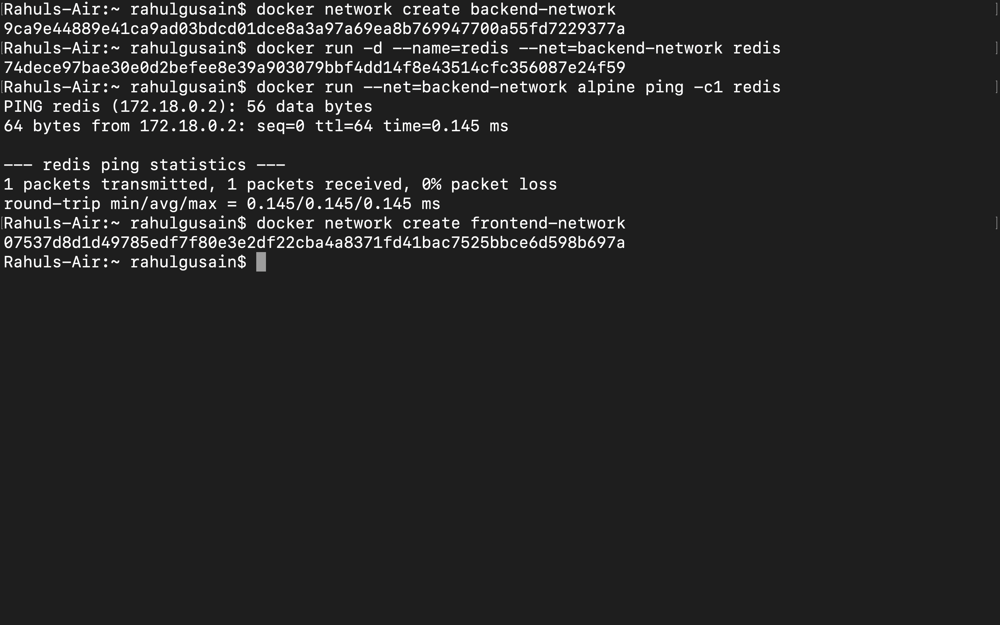 Rahuls-Air:~ rahulgusain$ docker network create backend-network
9ca9e44889e41ca9ad03bdcd01dce8a3a97a69ea8b769947700a55fd7229377a
Rahuls-Air:~ rahulgusain$ docker run -d --name=redis --net=backend-network redis
74dece97bae30e0d2befee8e39a903079bbf4dd14f8e43514cfc356087e24f59
Rahuls-Air:~ rahulgusain$ docker run --net=backend-network alpine ping -c1 redis
PING redis (172.18.0.2): 56 data bytes
64 bytes from 172.18.0.2: seq=0 ttl=64 time=0.145 ms
--- redis ping statistics ---
1 packets transmitted, 1 packets received, 0% packet loss
round-trip min/avg/max = 0.145/0.145/0.145 ms
Rahuls-Air:~ rahulgusain$ docker network create frontend-network
07537d8d1d49785edf7f80e3e2df22cba4a8371fd41bac7525bbce6d598b697a
Rahuls-Air:~ rahulgusain$